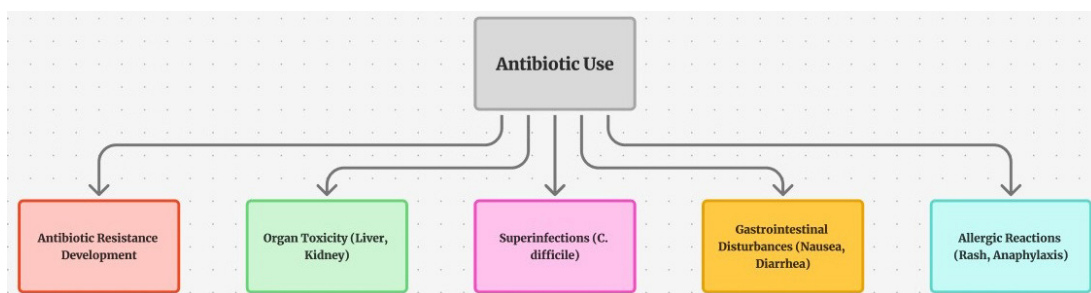 Antibiotic Use
Antibiotic Resistance
Development
Organ Toxicity (Liver,
Kidney)
Superinfections (C.
difficile)
Gastrointestinal
Disturbances (Nausea,
Diarrhea)
Allergic Reactions
(Rash, Anaphylaxis)